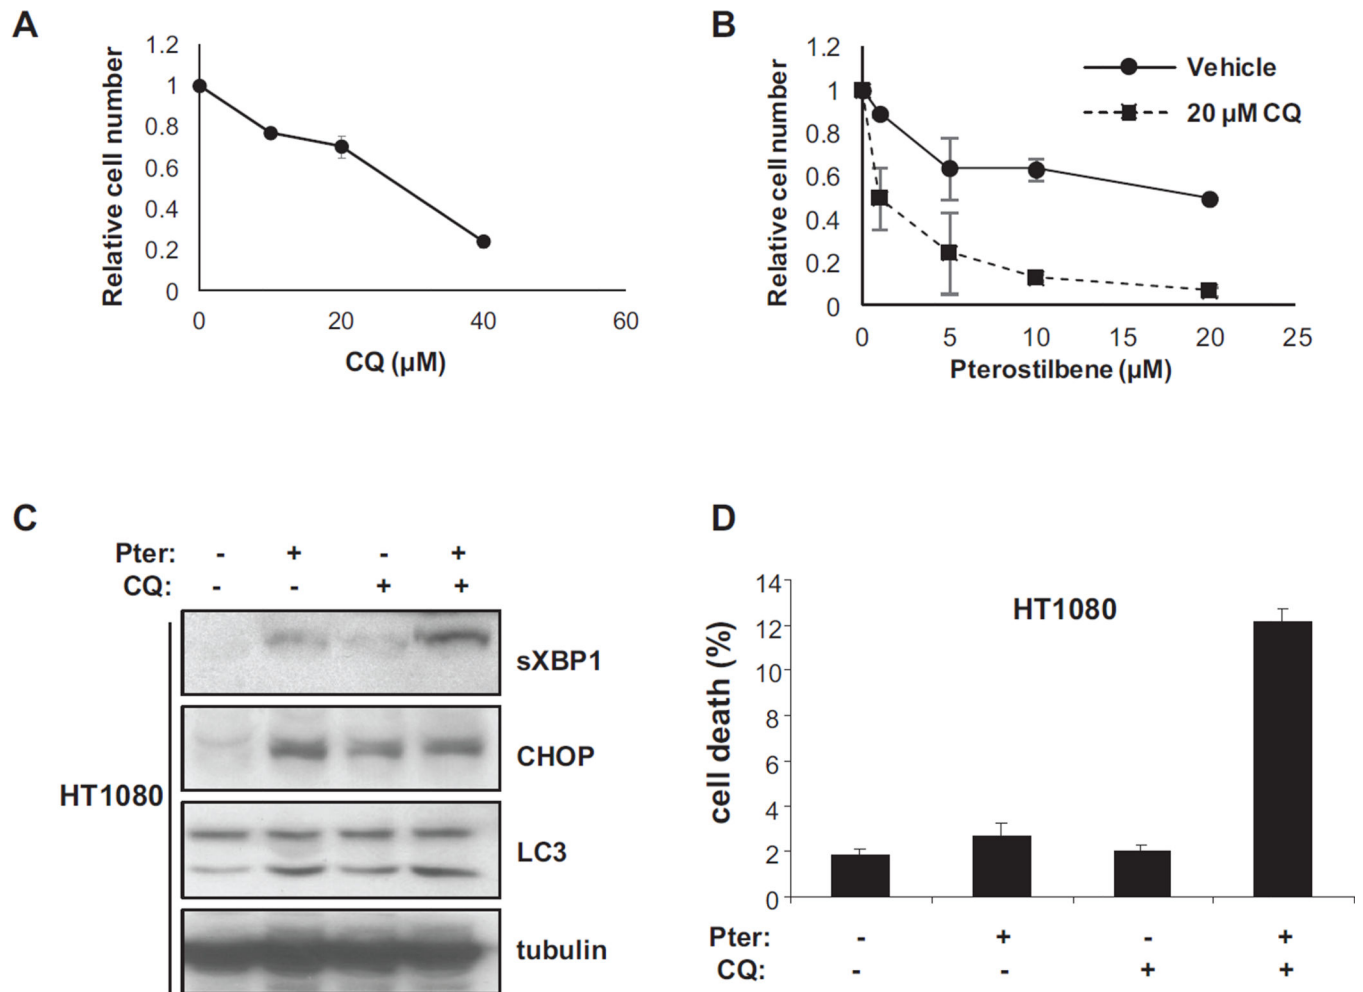 A
Relative cell number
1.2
1
0.8
0.6
0.4
0.2
0
0 20 40 60
CQ (µM)
B
Relative cell number
1.2
1
0.8
0.6
0.4
0.2
0
0 5 10 15 20 25
Pterostilbene (µM)
Vehicle
20 µM CQ
C
Pter: - + - +
CQ: - - + +
HT1080
sXBP1
CHOP
LC3
tubulin
D
HT1080
cell death (%)
14
12
10
8
6
4
2
0
Pter: - + - +
CQ: - - + +